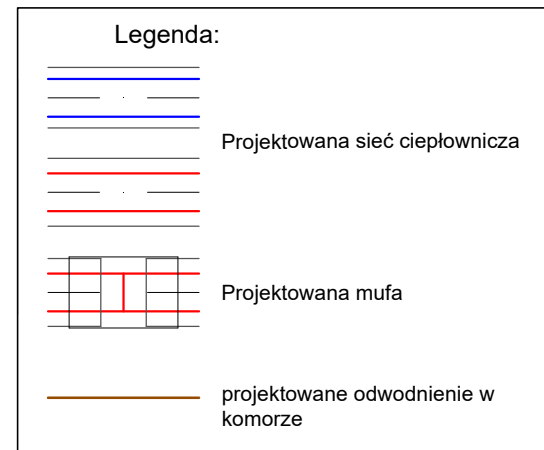 Legenda:
Projektowana sieć ciepłownicza
Projektowana mufa
projektowane odwodnienie w
komorze